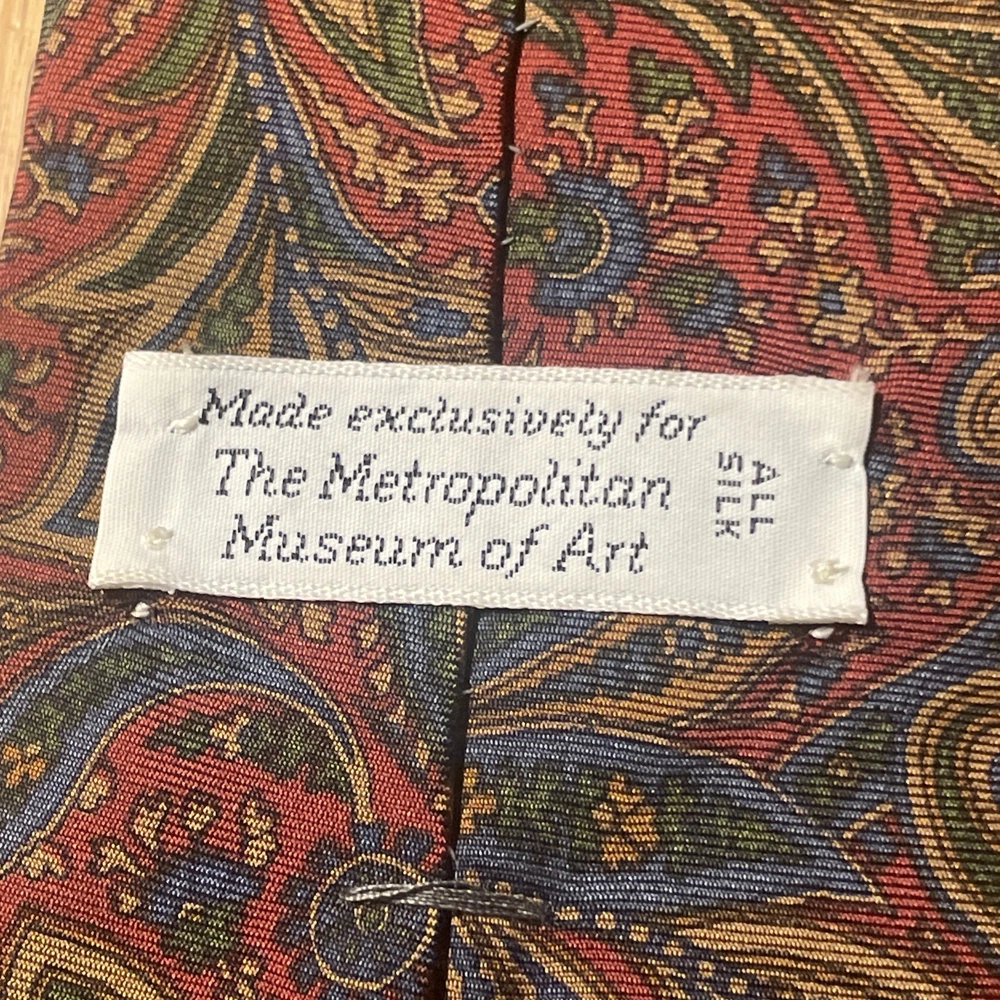 Made exclusively for
The Metropolitan
Museum of Art
ALL
SILK